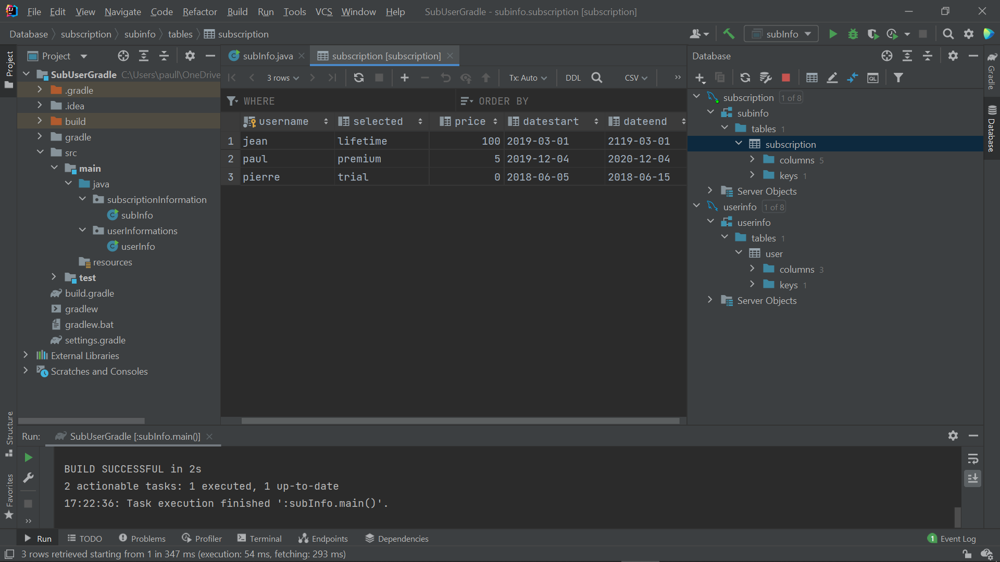 File Edit View Navigate Code Refactor Build Run Tools VCS Window Help SubUserGradle - subinfo.subscription [subscription]
Database subscription subinfo tables subscription
subInfo
Project
Project
SubUserGradle C:\Users\paull\OneDrive
.gradle
.idea
build
gradle
src
main
java
subscriptionInformation
subInfo
userInformations
userInfo
resources
test
build.gradle
gradlew
gradlew.bat
settings.gradle
External Libraries
Scratches and Consoles
subInfo.java subscription [subscription]
3 rows Tx: Auto DDL CSV
WHERE ORDER BY
username selected price datestart dateend
1 jean lifetime 100 2019-03-01 2119-03-01
2 paul premium 5 2019-12-04 2020-12-04
3 pierre trial 0 2018-06-05 2018-06-15
Database
QL
subscription 1 of 8
subinfo
tables 1
subscription
columns 5
keys 1
Server Objects
userinfo 1 of 8
userinfo
tables 1
user
columns 3
keys 1
Server Objects
Gradle
Database
Structure
Favorites
Run: SubUserGradle [:subInfo.main()]
BUILD SUCCESSFUL in 2s
2 actionable tasks: 1 executed, 1 up-to-date
17:22:36: Task execution finished ':subInfo.main()'.
Run TODO Problems Profiler Terminal Endpoints Dependencies 1 Event Log
3 rows retrieved starting from 1 in 347 ms (execution: 54 ms, fetching: 293 ms)